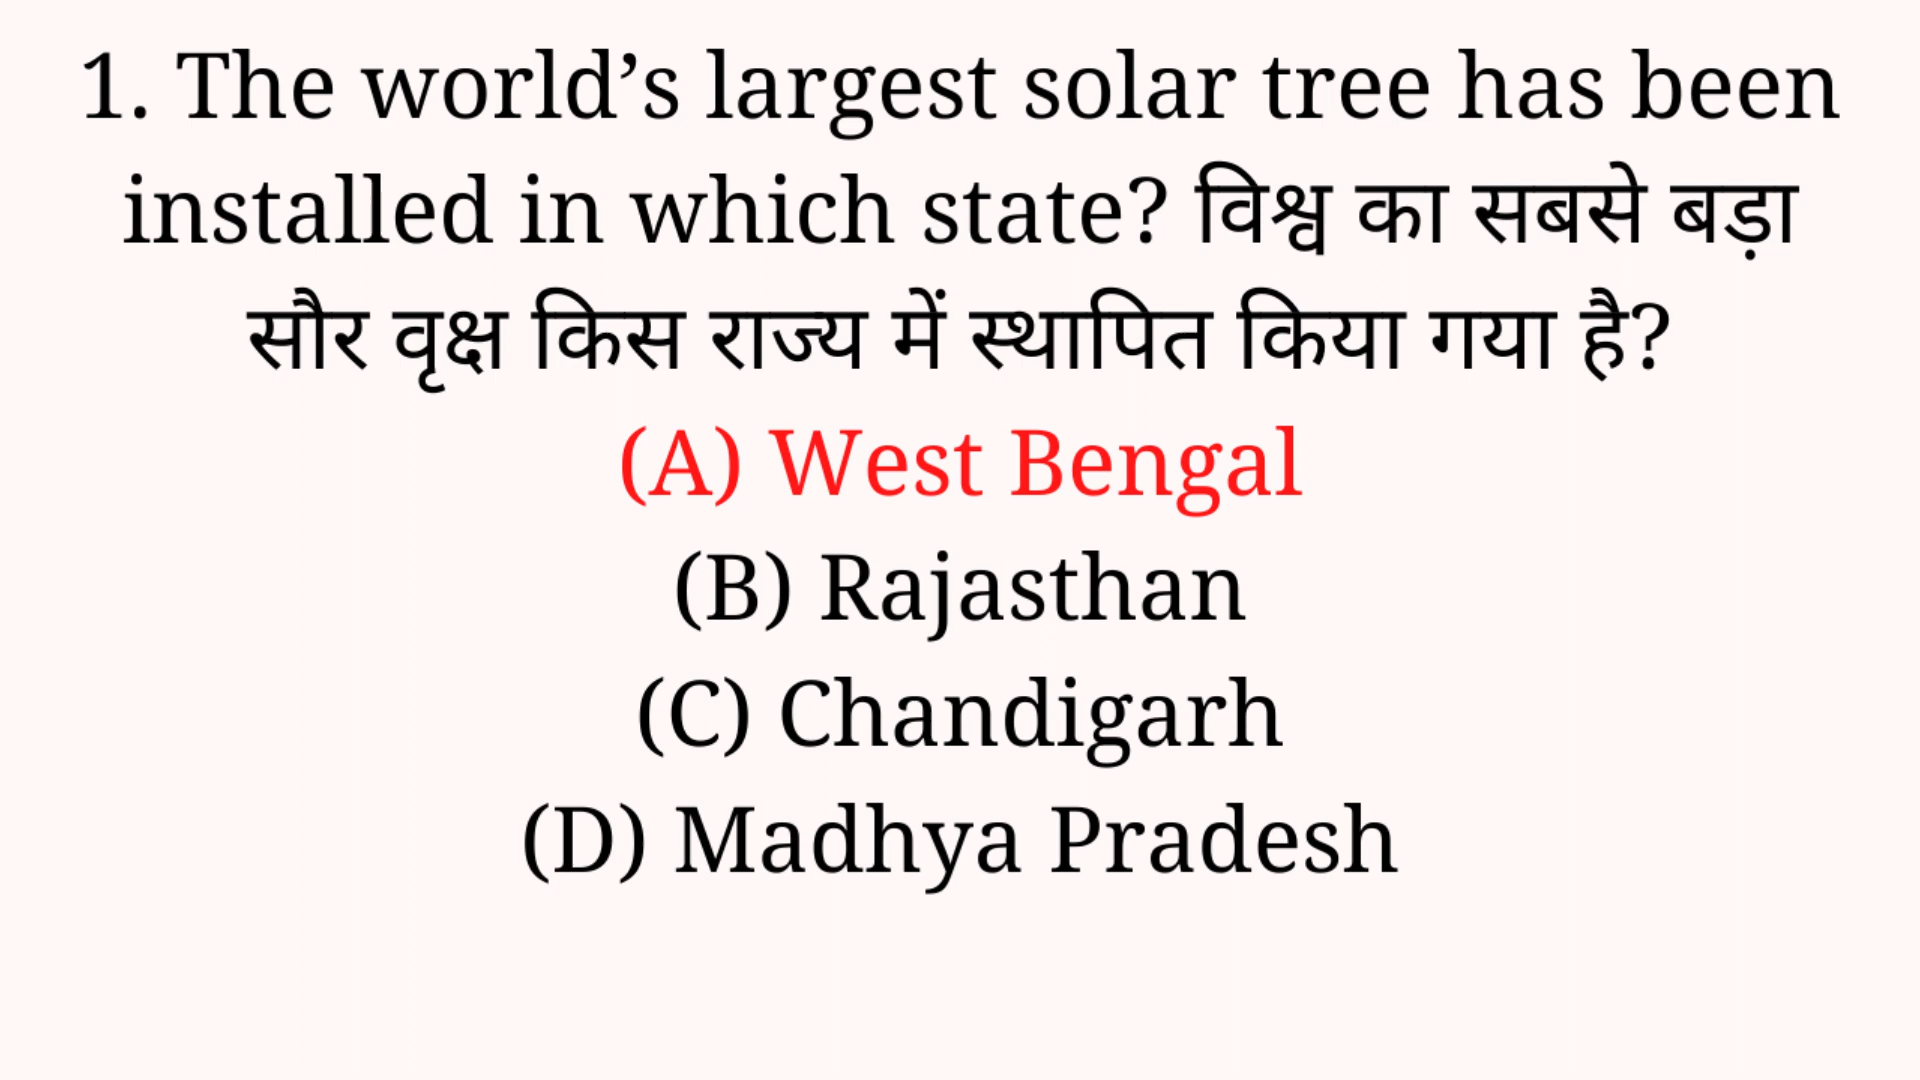 1. The world’s largest solar tree has been
installed in which state? विश्व का सबसे बड़ा
सौर वृक्ष किस राज्य में स्थापित किया गया है?
(A) West Bengal
(B) Rajasthan
(C) Chandigarh
(D) Madhya Pradesh